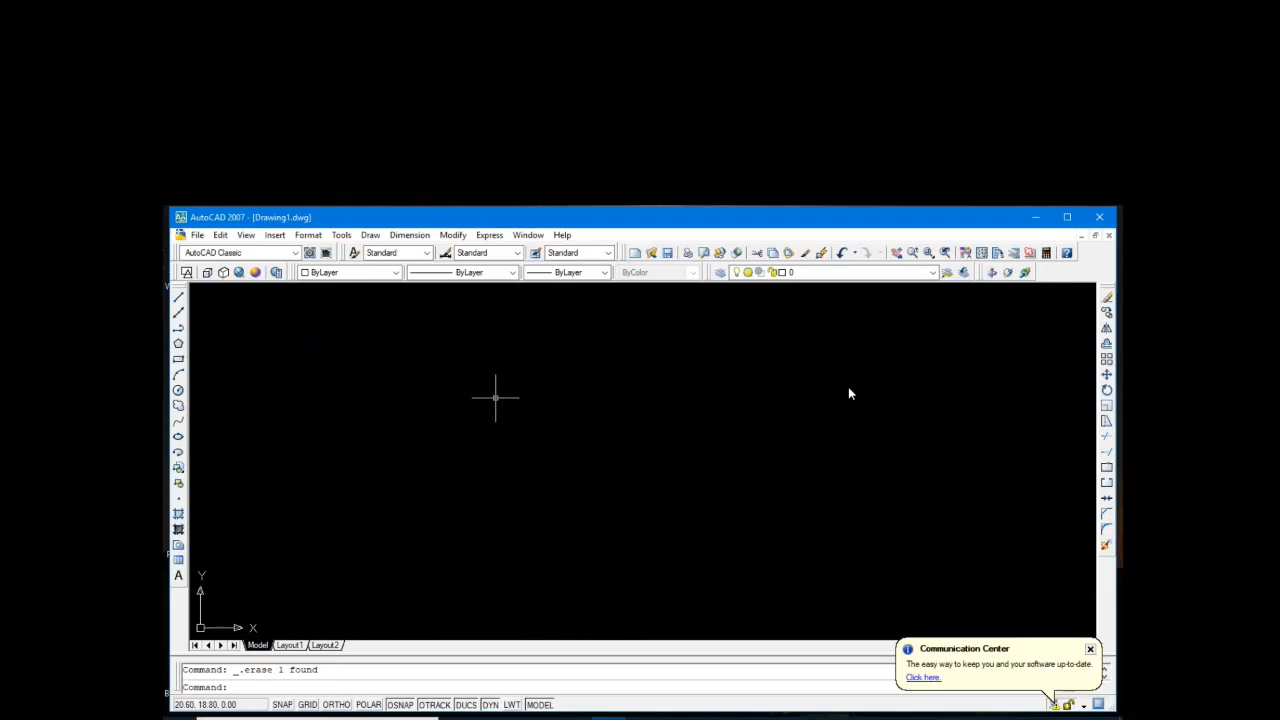 AutoCAD 2007 - [Drawing1.dwg]
File Edit View Insert Format Tools Draw Dimension Modify Express Window Help
AutoCAD Classic Standard Standard Standard
ByLayer ByLayer ByLayer ByColor 0
A
Y
X
Model Layout1 Layout2
Command: _.erase 1 found
Command:
Communication Center
The easy way to keep you and your software up-to-date.
Click here.
20.60, 18.80, 0.00 SNAP GRID ORTHO POLAR OSNAP OTRACK DUCS DYN LWT MODEL